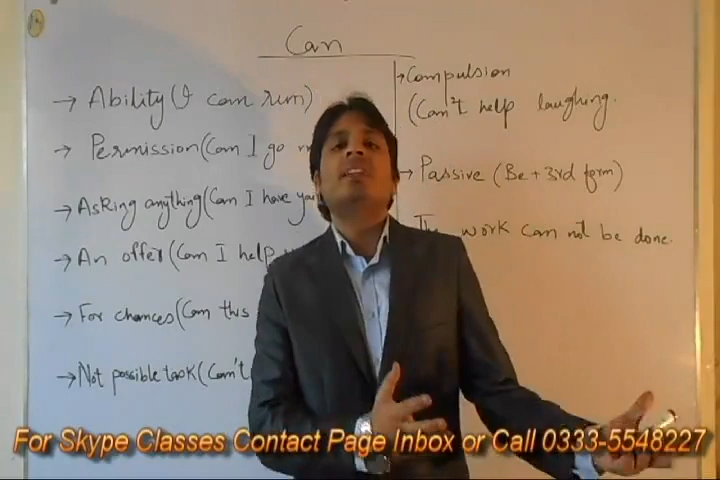 Can
→ Ability (I can run)
→ Permission (Can I go
→ Asking anything (Can I have your
→ An offer (Can I help
→ For chances (Can this
→ Not possible task (Can't
→ Compulsion
(Can't help laughing.
→ Passive (Be + 3rd form)
The work can not be done.
For Skype Classes Contact Page Inbox or Call 0333-5548227